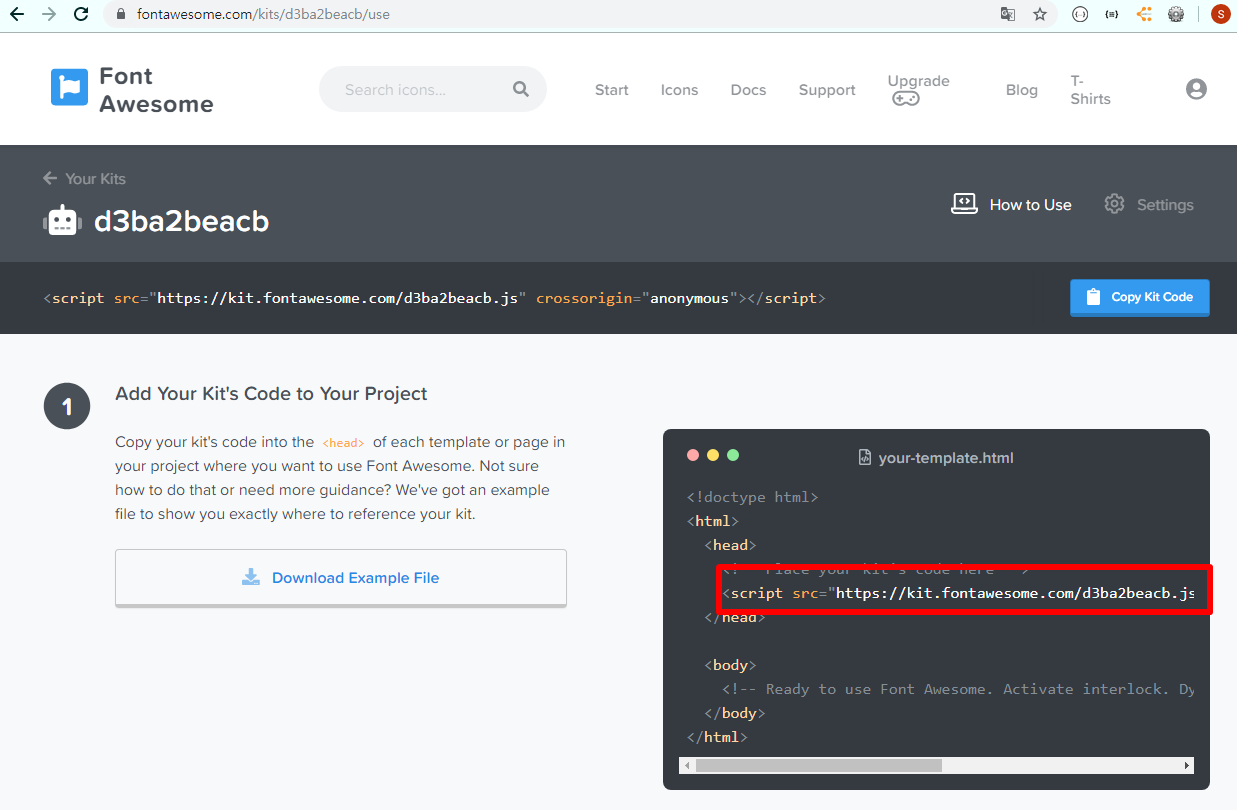 fontawesome.com/kits/d3ba2beacb/use
S
Font
Awesome
Search icons...
Start
Icons
Docs
Support
Upgrade
Blog
T-
Shirts
Your Kits
d3ba2beacb
How to Use
Settings
<script src="https://kit.fontawesome.com/d3ba2beacb.js" crossorigin="anonymous"></script>
Copy Kit Code
1
Add Your Kit's Code to Your Project
Copy your kit's code into the <head> of each template or page in
your project where you want to use Font Awesome. Not sure
how to do that or need more guidance? We've got an example
file to show you exactly where to reference your kit.
Download Example File
your-template.html
<!doctype html>
<html>
<head>
<!-- Place your kit's code here -->
<script src="https://kit.fontawesome.com/d3ba2beacb.js
</head>
<body>
<!-- Ready to use Font Awesome. Activate interlock. Dy
</body>
</html>